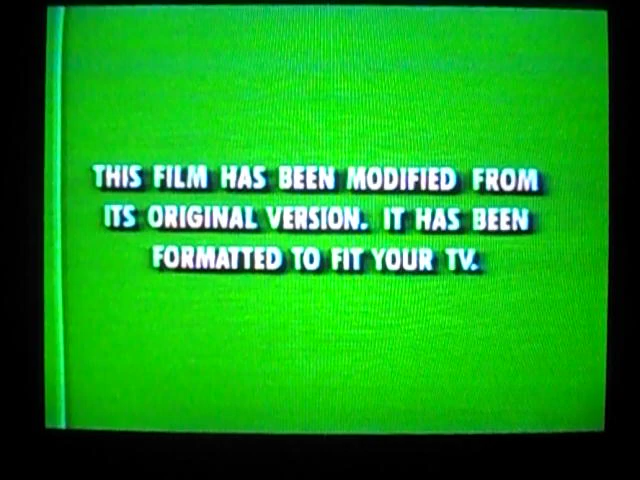 THIS FILM HAS BEEN MODIFIED FROM
ITS ORIGINAL VERSION. IT HAS BEEN
FORMATTED TO FIT YOUR TV.